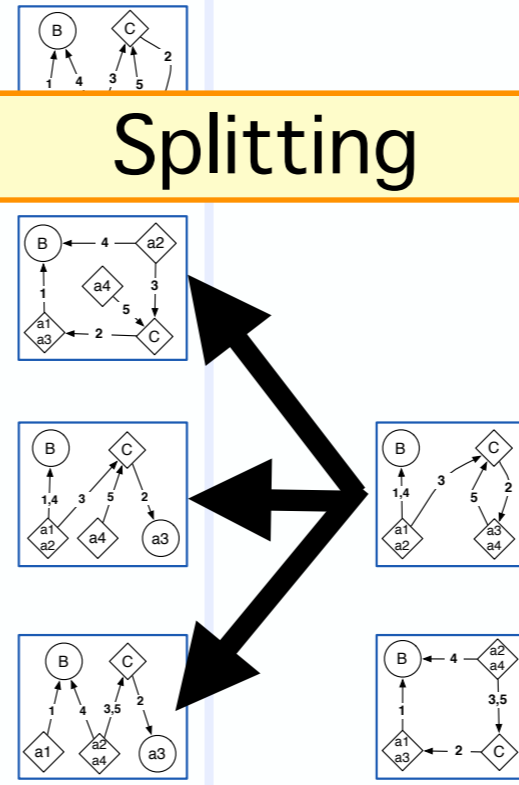 B C
2
1 4 3 5
Splitting
B 4 a2
a4 3
1 5
a1
a3 2 C
B C
1,4 3 5 2
a1
a2 a4 a3
B C
3 2
1,4 5
a1
a2
a3
a4
B C
1 4 3,5 2
a1 a2
a4 a3
B 4 a2
a4
1 3,5
a1
a3 2 C